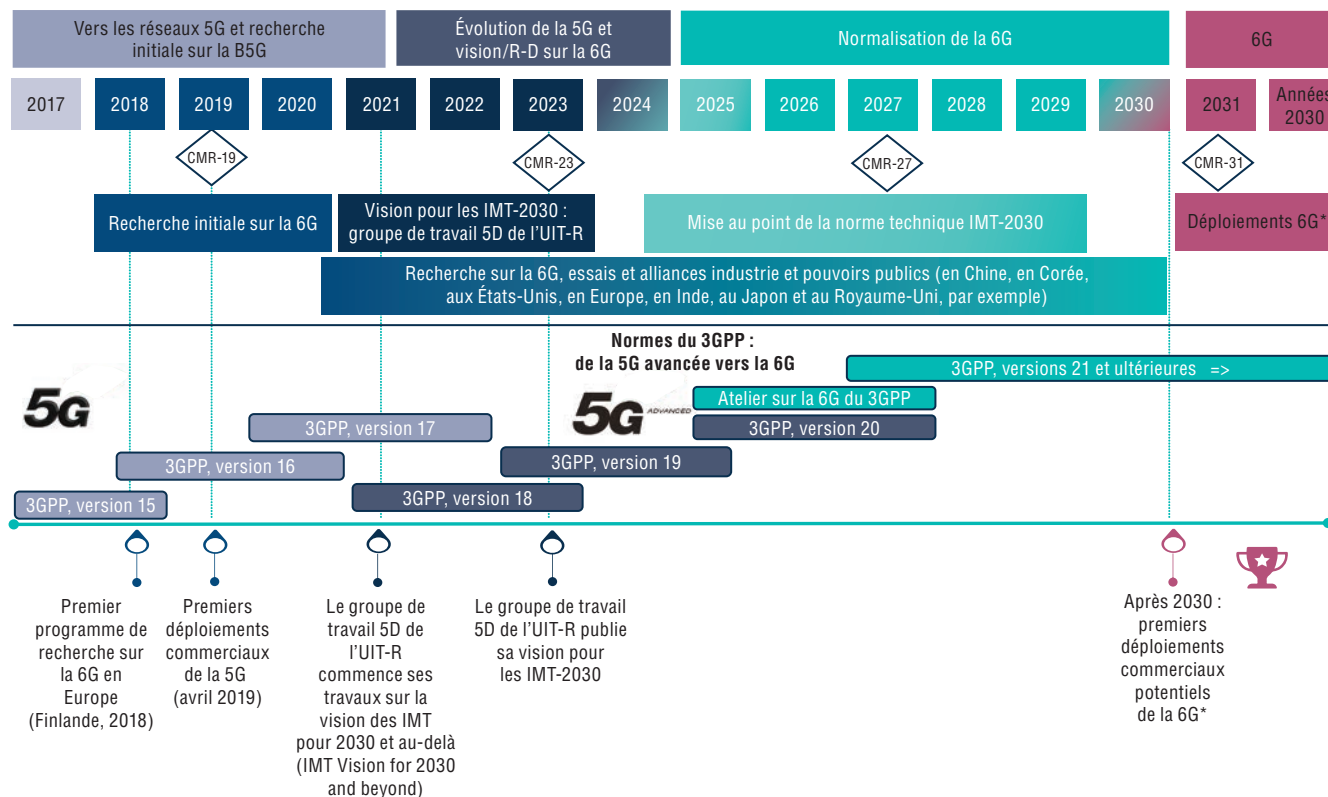 Vers les réseaux 5G et recherche
initiale sur la B5G
Évolution de la 5G et
vision/R-D sur la 6G
Normalisation de la 6G
6G
2017
2018
2019
2020
2021
2022
2023
2024
2025
2026
2027
2028
2029
2030
2031
Années
2030
CMR-19
CMR-23
CMR-27
CMR-31
Recherche initiale sur la 6G
Vision pour les IMT-2030 :
groupe de travail 5D de l'UIT-R
Mise au point de la norme technique IMT-2030
Déploiements 6G*
Recherche sur la 6G, essais et alliances industrie et pouvoirs publics (en Chine, en Corée,
aux États-Unis, en Europe, en Inde, au Japon et au Royaume-Uni, par exemple)
Normes du 3GPP :
de la 5G avancée vers la 6G
3GPP, versions 21 et ultérieures =>
5G
5G ADVANCED
Atelier sur la 6G du 3GPP
3GPP, version 20
3GPP, version 17
3GPP, version 19
3GPP, version 16
3GPP, version 18
3GPP, version 15
Premier
programme de
recherche sur
la 6G en
Europe
(Finlande, 2018)
Premiers
déploiements
commerciaux
de la 5G
(avril 2019)
Le groupe de
travail 5D de
l'UIT-R
commence ses
travaux sur la
vision des IMT
pour 2030 et au-delà
(IMT Vision for 2030
and beyond)
Le groupe de travail
5D de l'UIT-R publie
sa vision pour
les IMT-2030
Après 2030 :
premiers
déploiements
commerciaux
potentiels
de la 6G*